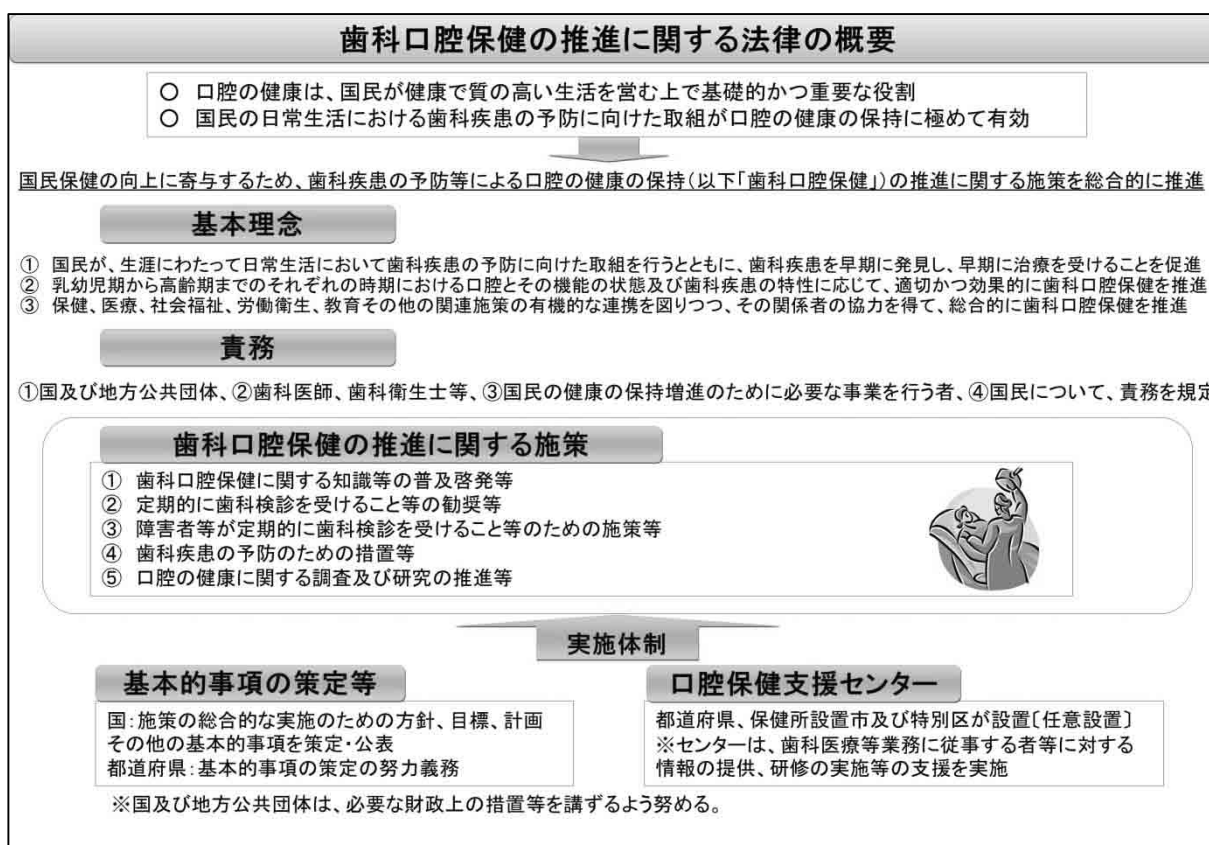 歯科口腔保健の推進に関する法律の概要
○ 口腔の健康は、国民が健康で質の高い生活を営む上で基礎的かつ重要な役割
○ 国民の日常生活における歯科疾患の予防に向けた取組が口腔の健康の保持に極めて有効
国民保健の向上に寄与するため、歯科疾患の予防等による口腔の健康の保持(以下「歯科口腔保健」)の推進に関する施策を総合的に推進
基本理念
① 国民が、生涯にわたって日常生活において歯科疾患の予防に向けた取組を行うとともに、歯科疾患を早期に発見し、早期に治療を受けることを促進
② 乳幼児期から高齢期までのそれぞれの時期における口腔とその機能の状態及び歯科疾患の特性に応じて、適切かつ効果的に歯科口腔保健を推進
③ 保健、医療、社会福祉、労働衛生、教育その他の関連施策の有機的な連携を図りつつ、その関係者の協力を得て、総合的に歯科口腔保健を推進
責務
①国及び地方公共団体、②歯科医師、歯科衛生士等、③国民の健康の保持増進のために必要な事業を行う者、④国民について、責務を規定
歯科口腔保健の推進に関する施策
① 歯科口腔保健に関する知識等の普及啓発等
② 定期的に歯科検診を受けること等の勧奨等
③ 障害者等が定期的に歯科検診を受けること等のための施策等
④ 歯科疾患の予防のための措置等
⑤ 口腔の健康に関する調査及び研究の推進等
実施体制
基本的事項の策定等
国:施策の総合的な実施のための方針、目標、計画
その他の基本的事項を策定・公表
都道府県:基本的事項の策定の努力義務
口腔保健支援センター
都道府県、保健所設置市及び特別区が設置〔任意設置〕
※センターは、歯科医療等業務に従事する者等に対する
情報の提供、研修の実施等の支援を実施
※国及び地方公共団体は、必要な財政上の措置等を講ずるよう努める。